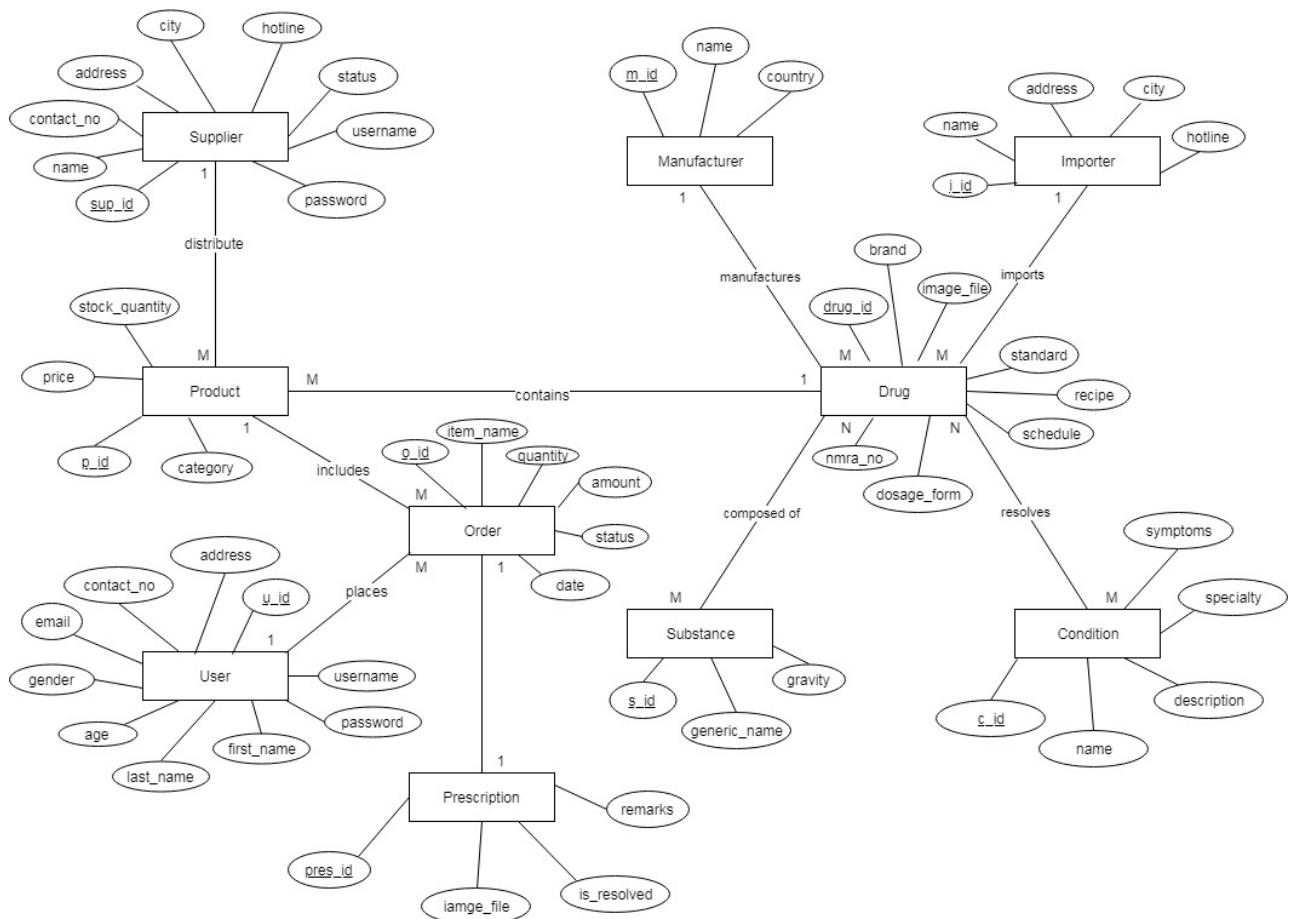 city
hotline
address
status
contact_no
Supplier
username
name
1
sup_id
password
distribute
name
m_id
country
Manufacturer
1
manufactures
address
city
name
hotline
Importer
i_id
1
imports
stock_quantity
M
price
Product
M
contains
1
p_id
category
1
includes
brand
image_file
drug_id
M
M
standard
Drug
recipe
N
N
schedule
nmra_no
dosage_form
item_name
o_id
quantity
M
amount
Order
status
M
1
date
places
composed of
resolves
address
contact_no
u_id
email
1
User
username
gender
password
age
first_name
last_name
M
Substance
gravity
s_id
generic_name
symptoms
M
specialty
Condition
description
c_id
name
1
Prescription
remarks
pres_id
is_resolved
iamge_file